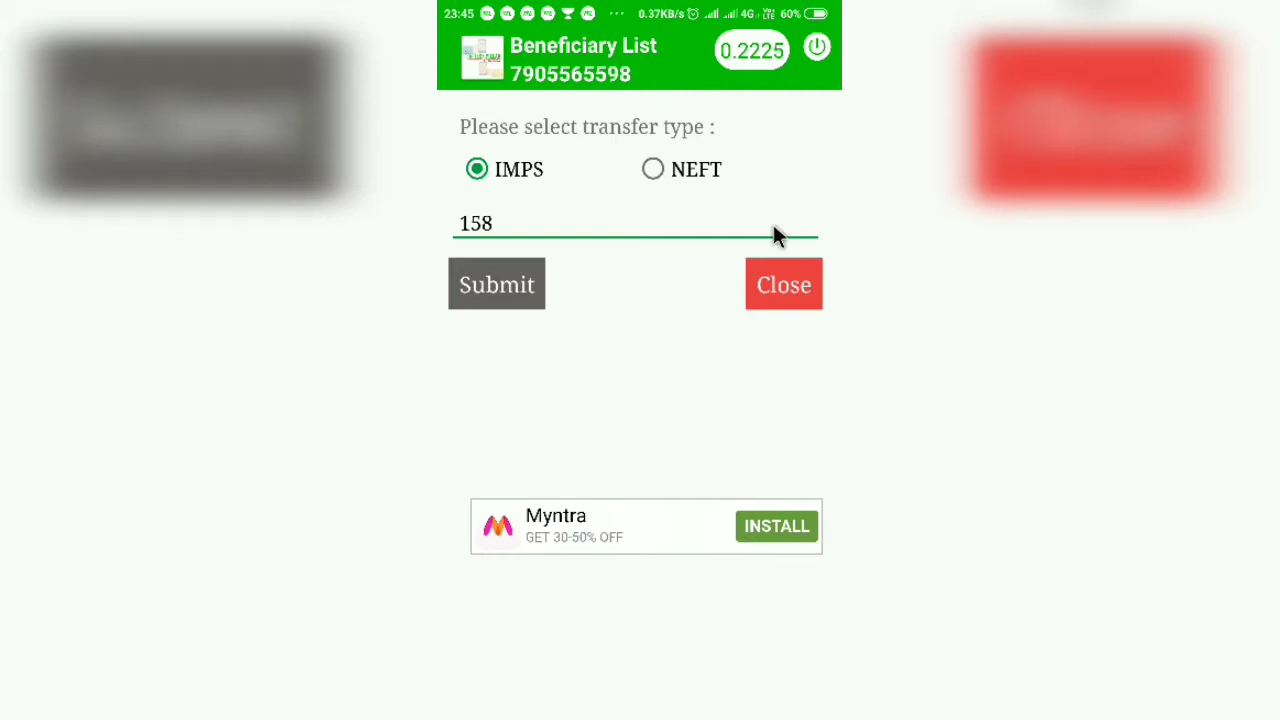 23:45 0.37KB/s 4G 60%
Beneficiary List
7905565598
0.2225
Please select transfer type :
IMPS NEFT
158
Submit Close
Myntra
GET 30-50% OFF
INSTALL